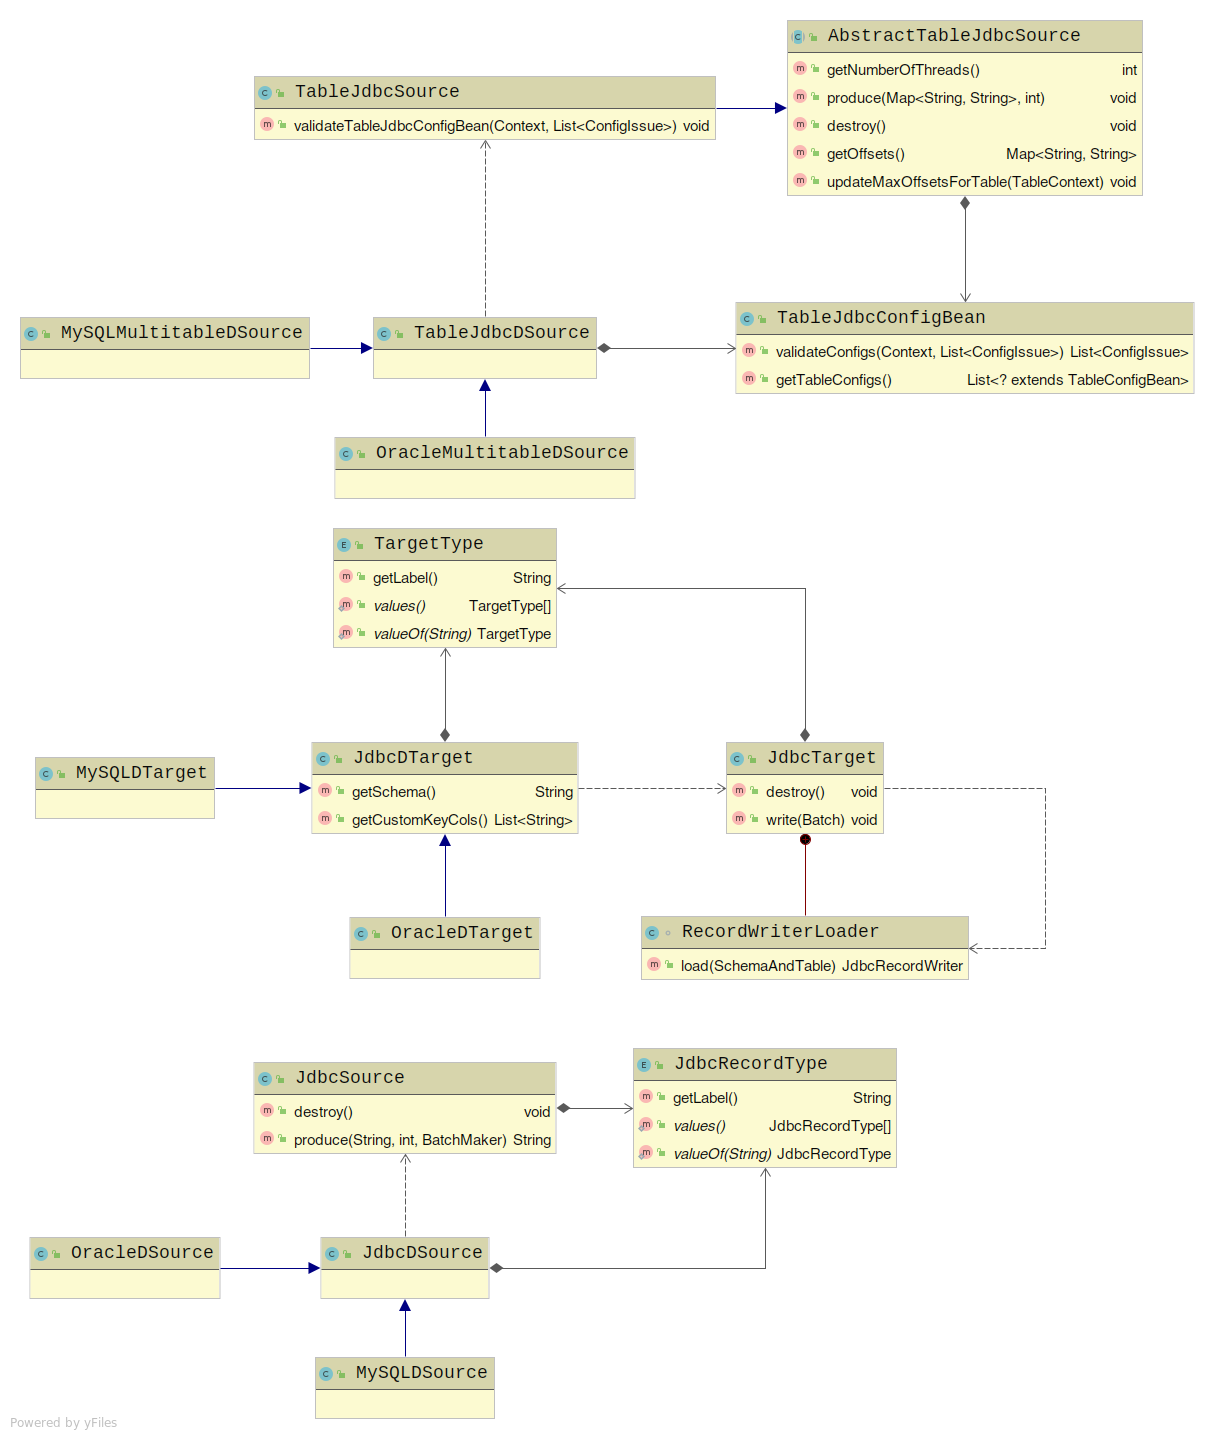 AbstractTableJdbcSource
getNumberOfThreads() int
produce(Map<String, String>, int) void
destroy() void
getOffsets() Map<String, String>
updateMaxOffsetsForTable(TableContext) void
TableJdbcSource
validateTableJdbcConfigBean(Context, List<ConfigIssue>) void
MySQLMultitableDSource
TableJdbcDSource
TableJdbcConfigBean
validateConfigs(Context, List<ConfigIssue>) List<ConfigIssue>
getTableConfigs() List<? extends TableConfigBean>
OracleMultitableDSource
TargetType
getLabel() String
values() TargetType[]
valueOf(String) TargetType
MySQLDTarget
JdbcDTarget
getSchema() String
getCustomKeyCols() List<String>
JdbcTarget
destroy() void
write(Batch) void
OracleDTarget
RecordWriterLoader
load(SchemaAndTable) JdbcRecordWriter
JdbcSource
destroy() void
produce(String, int, BatchMaker) String
JdbcRecordType
getLabel() String
values() JdbcRecordType[]
valueOf(String) JdbcRecordType
OracleDSource
JdbcDSource
MySQLDSource
Powered by yFiles